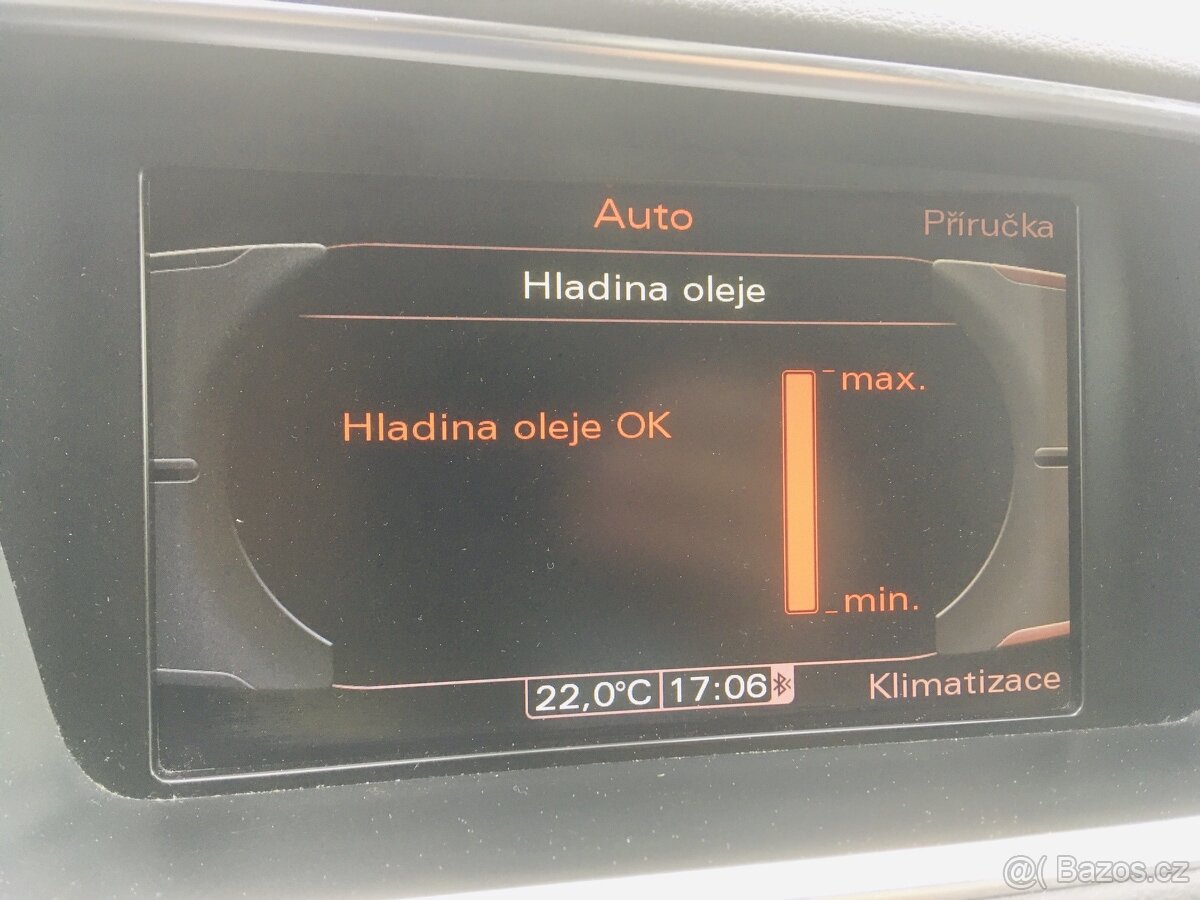 Auto
Příručka
Hladina oleje
max.
Hladina oleje OK
min.
22,0°C 17:06
Klimatizace
@( Bazos.cz